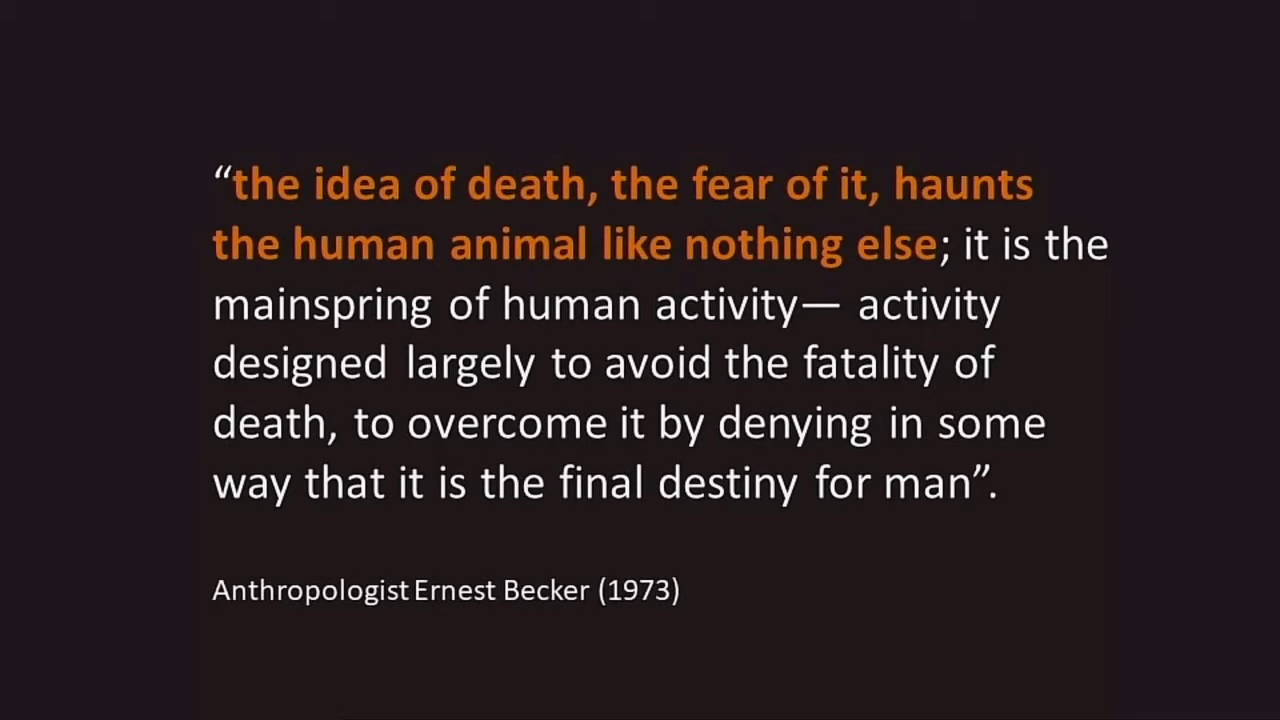 “the idea of death, the fear of it, haunts
the human animal like nothing else; it is the
mainspring of human activity— activity
designed largely to avoid the fatality of
death, to overcome it by denying in some
way that it is the final destiny for man”.
Anthropologist Ernest Becker (1973)